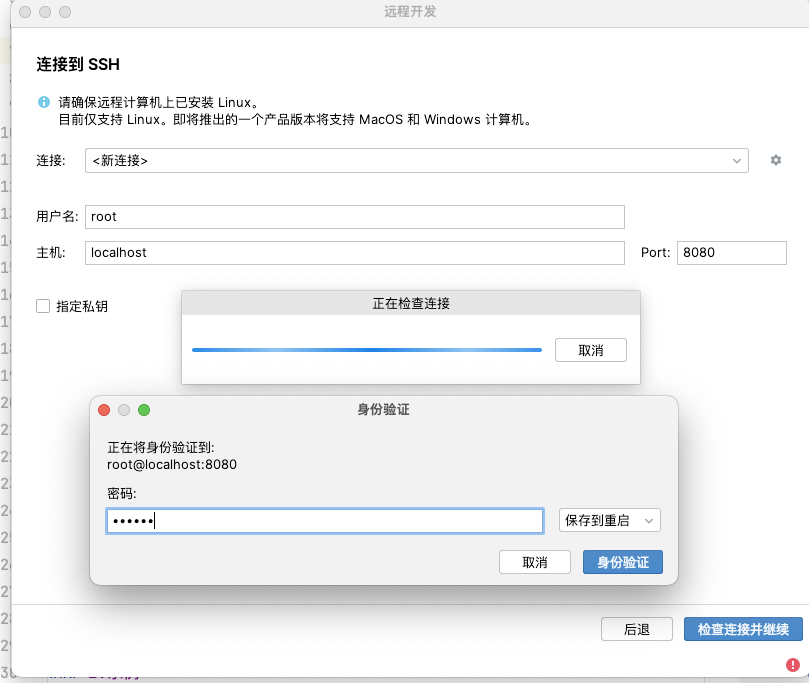 远程开发
连接到 SSH
请确保远程计算机上已安装 Linux。
目前仅支持 Linux。即将推出的一个产品版本将支持 MacOS 和 Windows 计算机。
连接: <新连接>
用户名: root
主机: localhost Port: 8080
指定私钥
正在检查连接
取消
身份验证
正在将身份验证到:
root@localhost:8080
密码:
•••••• 保存到重启
取消 身份验证
后退 检查连接并继续